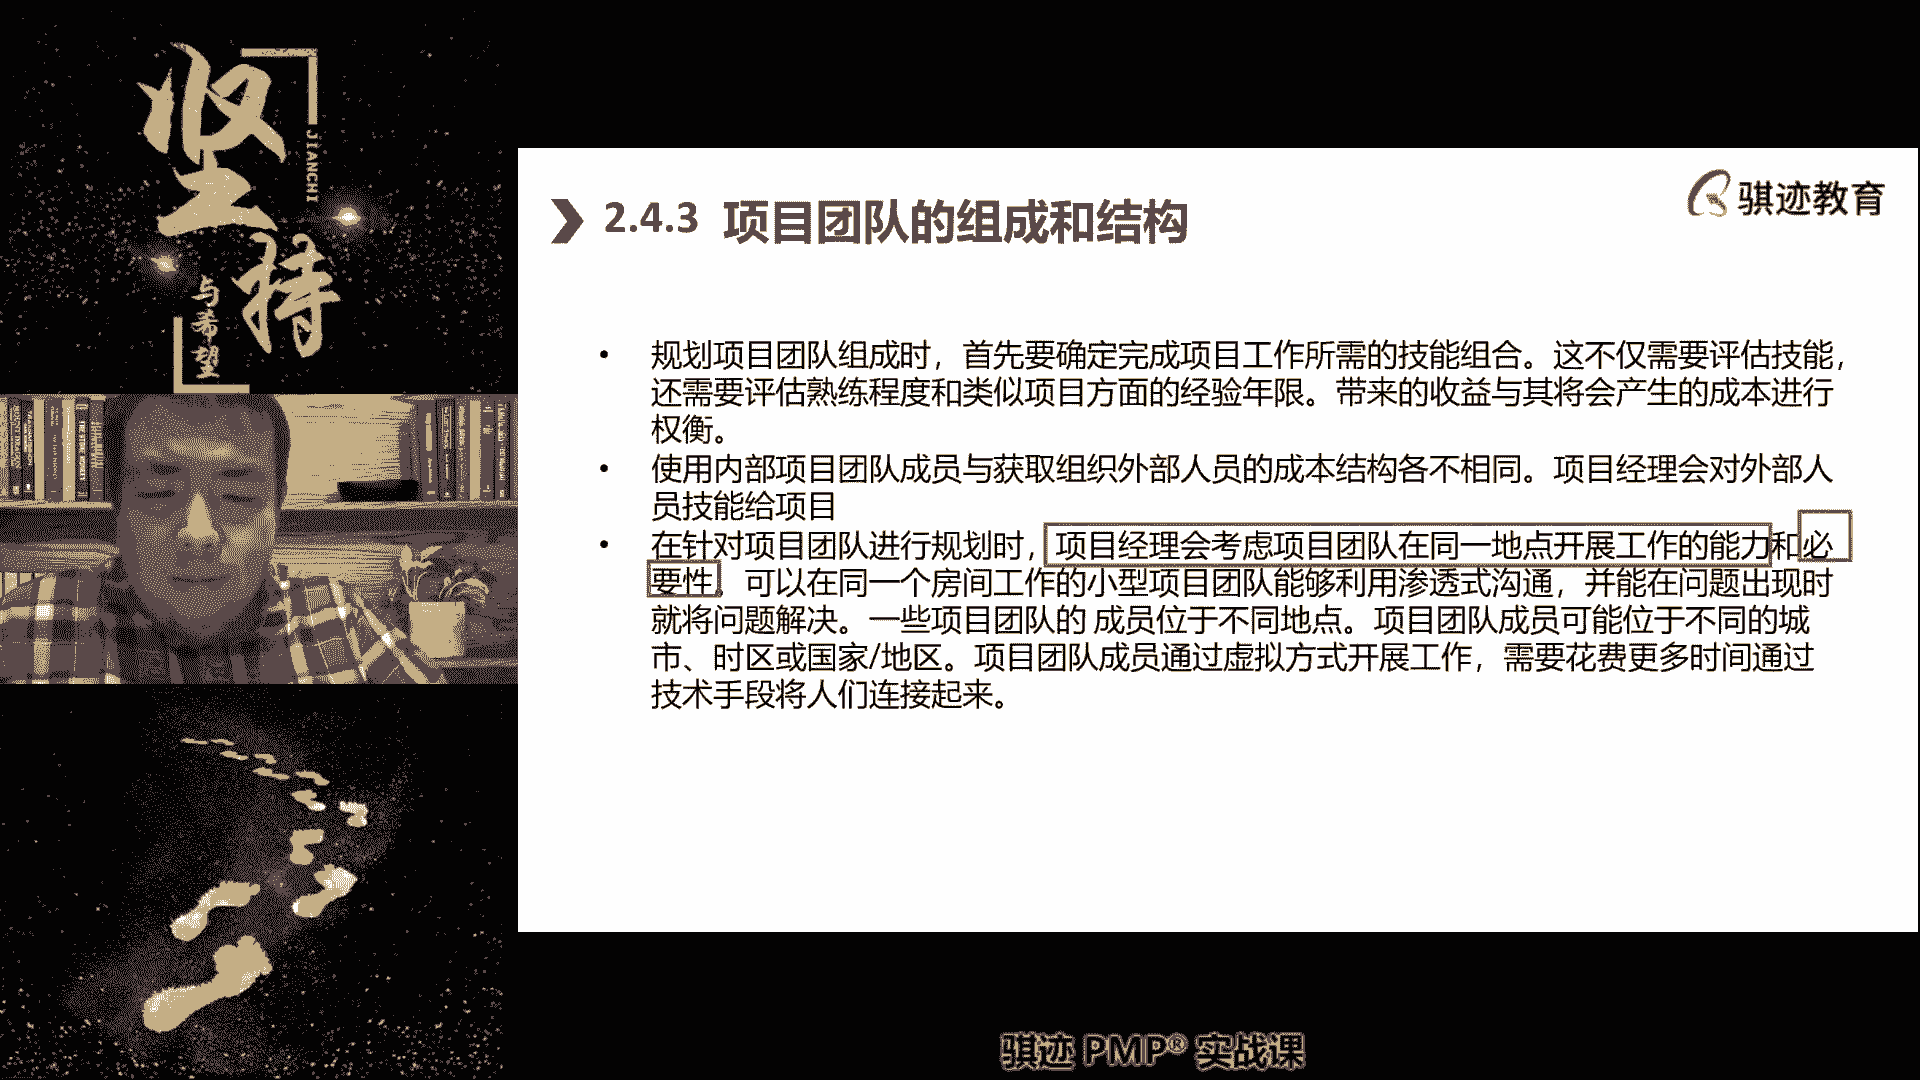 坚持
JIANCHI
与希望
骐迹教育
2.4.3 项目团队的组成和结构
• 规划项目团队组成时，首先要确定完成项目工作所需的技能组合。这不仅需要评估技能，
还需要评估熟练程度和类似项目方面的经验年限。带来的收益与其将会产生的成本进行
权衡。
• 使用内部项目团队成员与获取组织外部人员的成本结构各不相同。项目经理会对外部人
员技能给项目
• 在针对项目团队进行规划时，项目经理会考虑项目团队在同一地点开展工作的能力和必
要性。可以在同一个房间工作的小型项目团队能够利用渗透式沟通，并能在问题出现时
就将问题解决。一些项目团队的 成员位于不同地点。项目团队成员可能位于不同的城
市、时区或国家/地区。项目团队成员通过虚拟方式开展工作，需要花费更多时间通过
技术手段将人们连接起来。
骐迹 PMP® 实战课